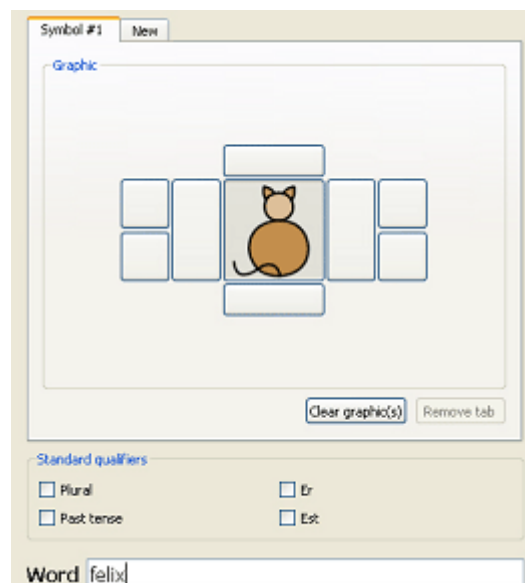 Symbol #1 New
Graphic
Clear graphic(s) Remove tab
Standard qualifiers
Plural Er
Past tense Est
Word felix